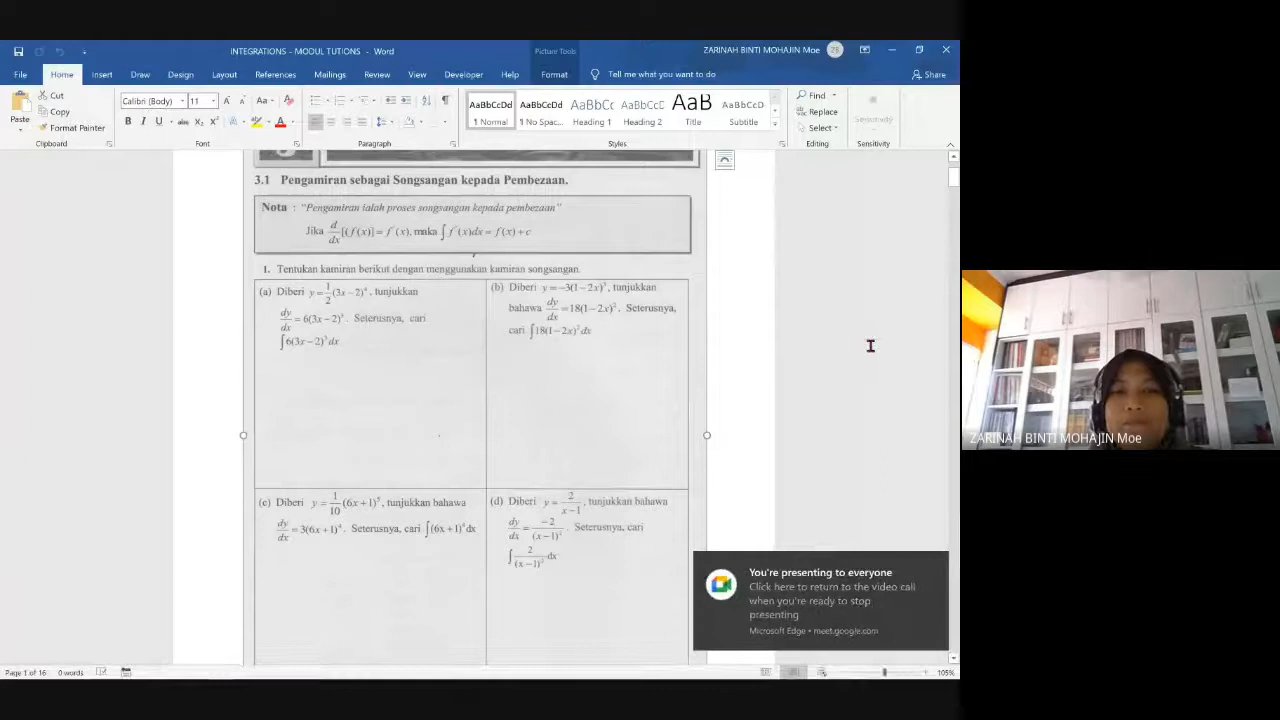 INTEGRATIONS - MODUL TUTIONS - Word
Picture Tools
ZARINAH BINTI MOHAJIN Moe
ZB
File Home Insert Draw Design Layout References Mailings Review View Developer Help Format Tell me what you want to do Share
Paste
Cut
Copy
Format Painter
Clipboard
Calibri (Body) 11
Font
Paragraph
AaBbCcDd AaBbCcDd AaBbCc AaBbCcC AaB AaBbCcD
¶ Normal ¶ No Spac... Heading 1 Heading 2 Title Subtitle
Styles
Find
Replace
Select
Editing
Sensitivity
Sensitivity
3.1 Pengamiran sebagai Songsangan kepada Pembezaan.
Nota : "Pengamiran ialah proses songsangan kepada pembezaan"
Jika d/dx[(f(x)] = f'(x), maka ∫ f'(x)dx = f(x) + c
1. Tentukan kamiran berikut dengan menggunakan kamiran songsangan.
(a) Diberi y = 1/2(3x−2)⁴, tunjukkan
dy/dx = 6(3x−2)³. Seterusnya, cari
∫6(3x−2)³ dx
(b) Diberi y = −3(1−2x)³, tunjukkan
bahawa dy/dx = 18(1−2x)². Seterusnya,
cari ∫18(1−2x)² dx
(c) Diberi y = 1/10 (6x+1)⁵, tunjukkan bahawa
dy/dx = 3(6x+1)⁴. Seterusnya, cari ∫(6x+1)⁴ dx
(d) Diberi y = 2/x−1, tunjukkan bahawa
dy/dx = −2/(x−1)². Seterusnya, cari
∫ 2/(x−1)² dx
You're presenting to everyone
Click here to return to the video call
when you're ready to stop
presenting
Microsoft Edge • meet.google.com
Page 1 of 16 0 words
105%
ZARINAH BINTI MOHAJIN Moe